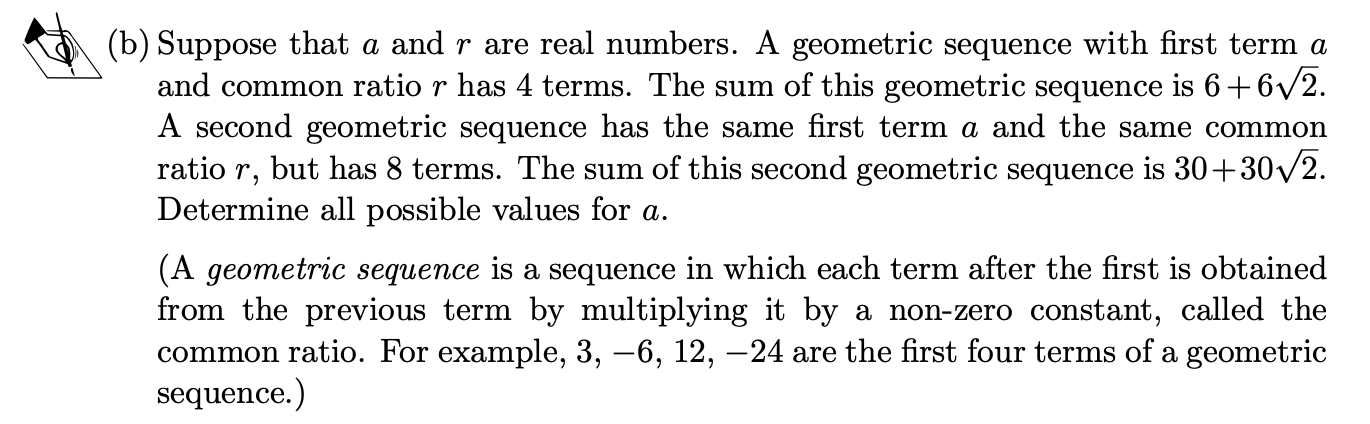 (b) Suppose that a and r are real numbers. A geometric sequence with first term a
and common ratio r has 4 terms. The sum of this geometric sequence is 6+6√2.
A second geometric sequence has the same first term a and the same common
ratio r, but has 8 terms. The sum of this second geometric sequence is 30+30√2.
Determine all possible values for a.
(A geometric sequence is a sequence in which each term after the first is obtained
from the previous term by multiplying it by a non-zero constant, called the
common ratio. For example, 3, −6, 12, −24 are the first four terms of a geometric
sequence.)